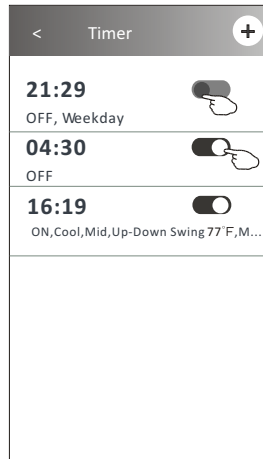 < Timer +
21:29
OFF, Weekday
04:30
OFF
16:19
ON,Cool,Mid,Up-Down Swing 77°F,M...